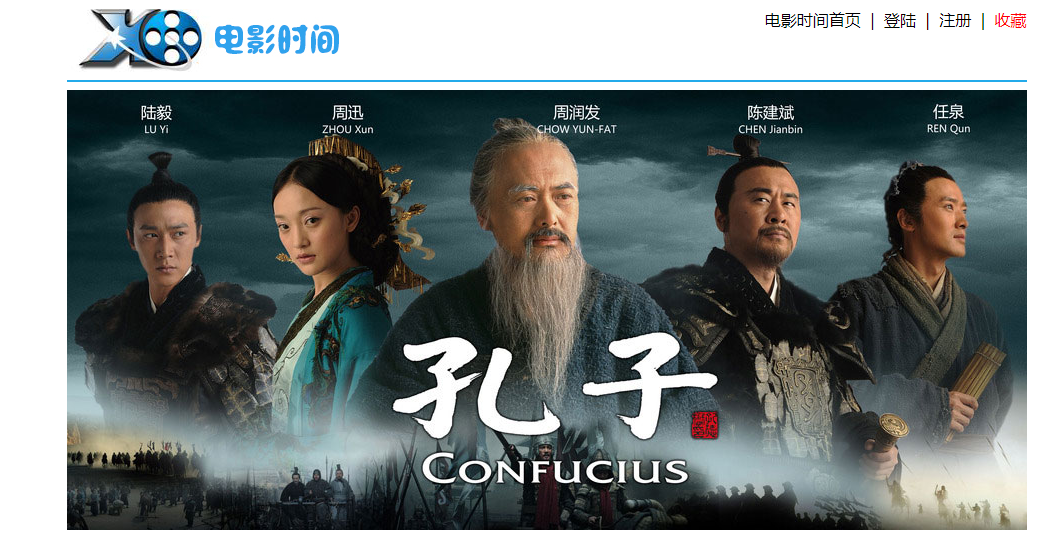 电影时间
电影时间首页 | 登陆 | 注册 | 收藏
陆毅
LU Yi
周迅
ZHOU Xun
周润发
CHOW YUN-FAT
陈建斌
CHEN Jianbin
任泉
REN Qun
孔子
CONFUCIUS